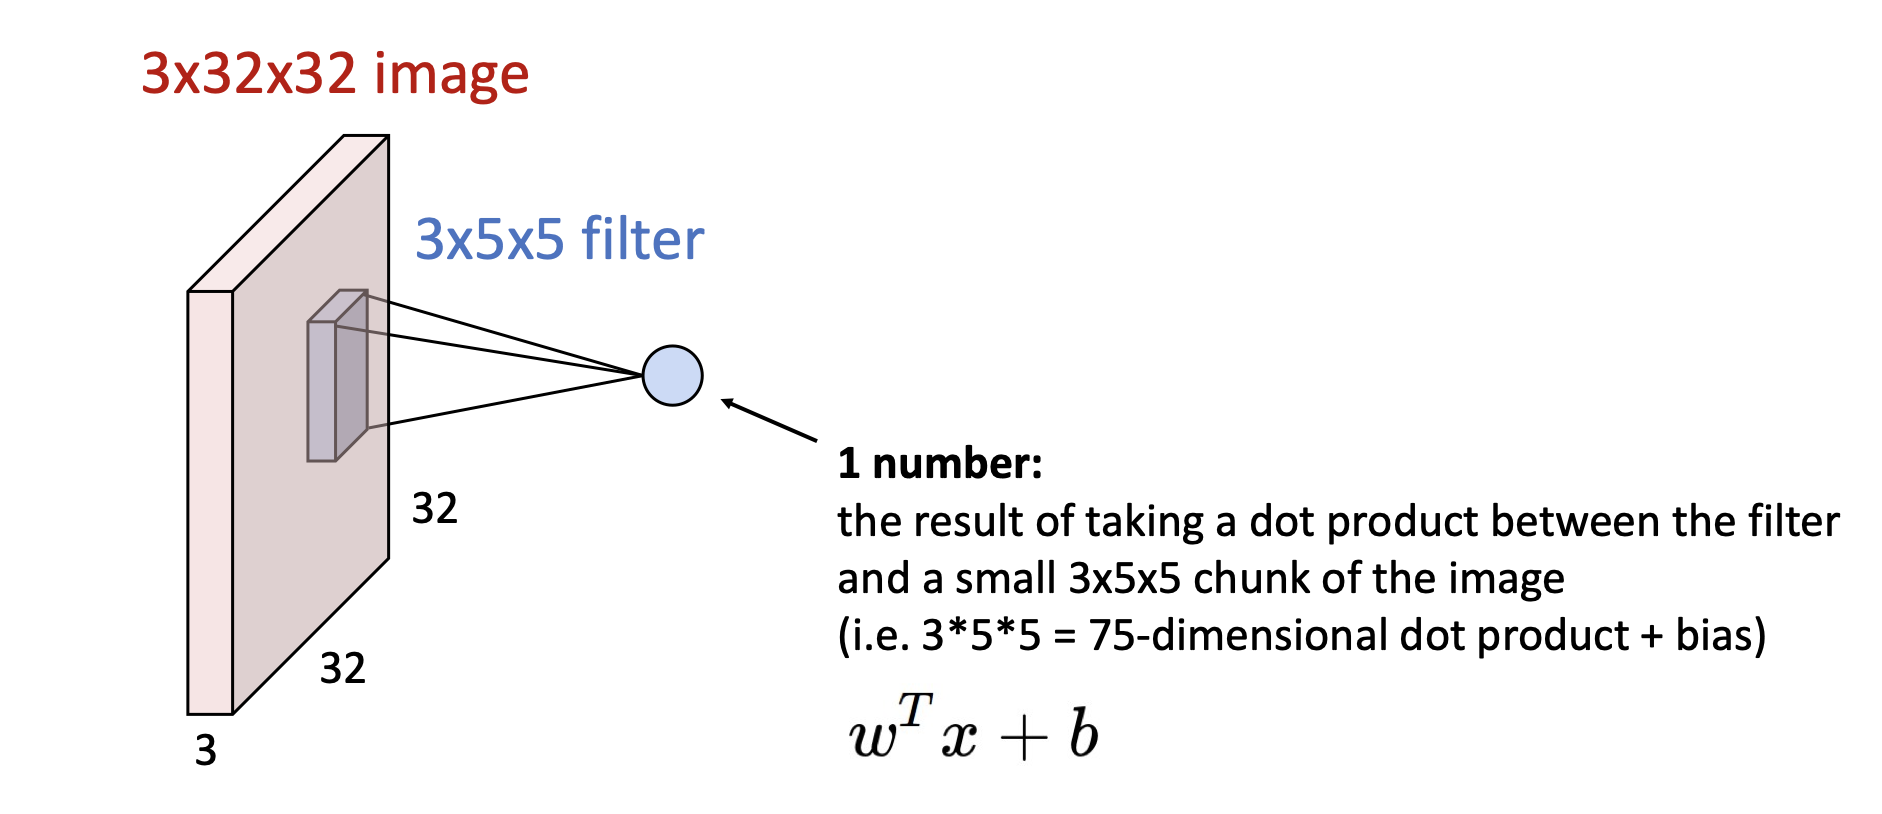 3x32x32 image
3x5x5 filter
32
32
3
1 number:
the result of taking a dot product between the filter
and a small 3x5x5 chunk of the image
(i.e. 3*5*5 = 75-dimensional dot product + bias)
w^T x + b